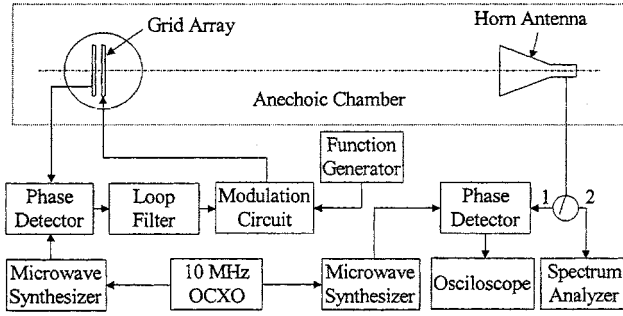 Grid Array
Horn Antenna
Anechoic Chamber
Function
Generator
Phase
Detector
Loop
Filter
Modulation
Circuit
Phase
Detector
1
2
Microwave
Synthesizer
10 MHz
OCXO
Microwave
Synthesizer
Osciloscope
Spectrum
Analyzer